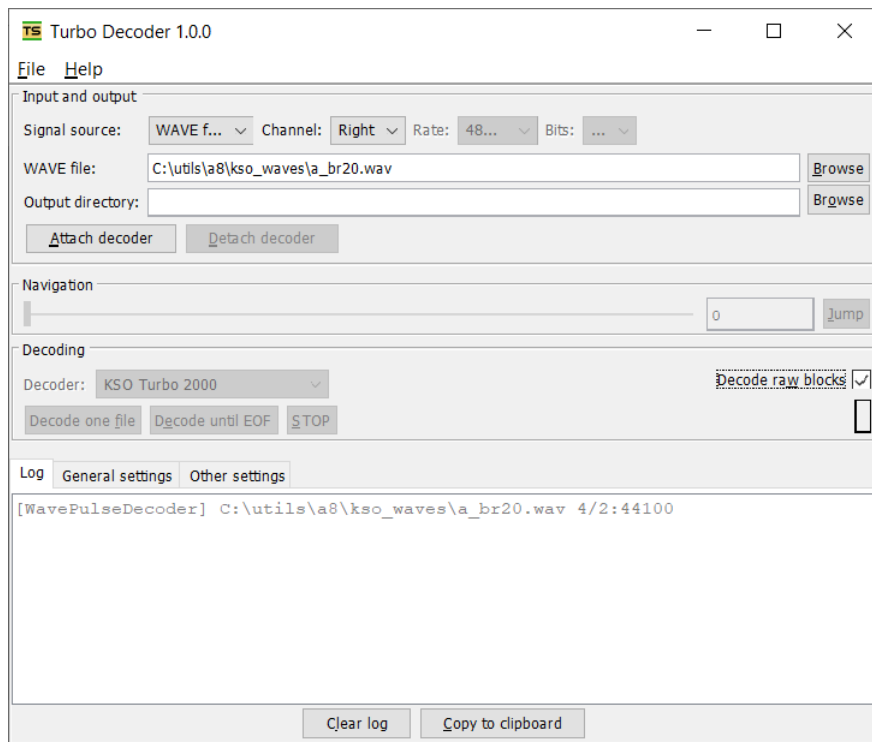 TS Turbo Decoder 1.0.0
File Help
Input and output
Signal source: WAVE f... Channel: Right Rate: 48... Bits: ...
WAVE file: C:\utils\a8\kso_waves\a_br20.wav Browse
Output directory: Browse
Attach decoder Detach decoder
Navigation
0 Jump
Decoding
Decoder: KSO Turbo 2000 Decode raw blocks
Decode one file Decode until EOF STOP
Log General settings Other settings
[WavePulseDecoder] C:\utils\a8\kso_waves\a_br20.wav 4/2:44100
Clear log Copy to clipboard